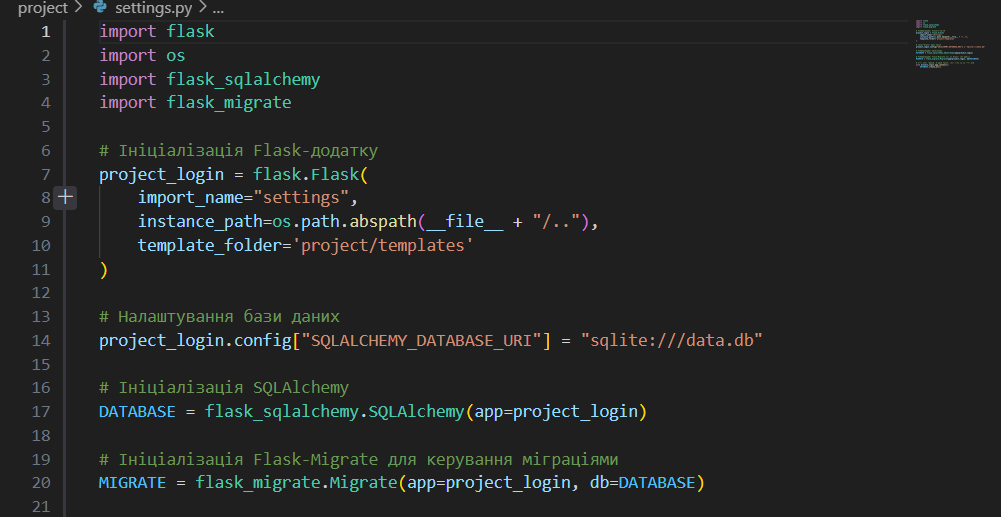 project > settings.py > ...
1 import flask
2 import os
3 import flask_sqlalchemy
4 import flask_migrate
5
6 # Ініціалізація Flask-додатку
7 project_login = flask.Flask(
8     import_name="settings",
9     instance_path=os.path.abspath(__file__ + "/.."),
10     template_folder='project/templates'
11 )
12
13 # Налаштування бази даних
14 project_login.config["SQLALCHEMY_DATABASE_URI"] = "sqlite:///data.db"
15
16 # Ініціалізація SQLAlchemy
17 DATABASE = flask_sqlalchemy.SQLAlchemy(app=project_login)
18
19 # Ініціалізація Flask-Migrate для керування міграціями
20 MIGRATE = flask_migrate.Migrate(app=project_login, db=DATABASE)
21